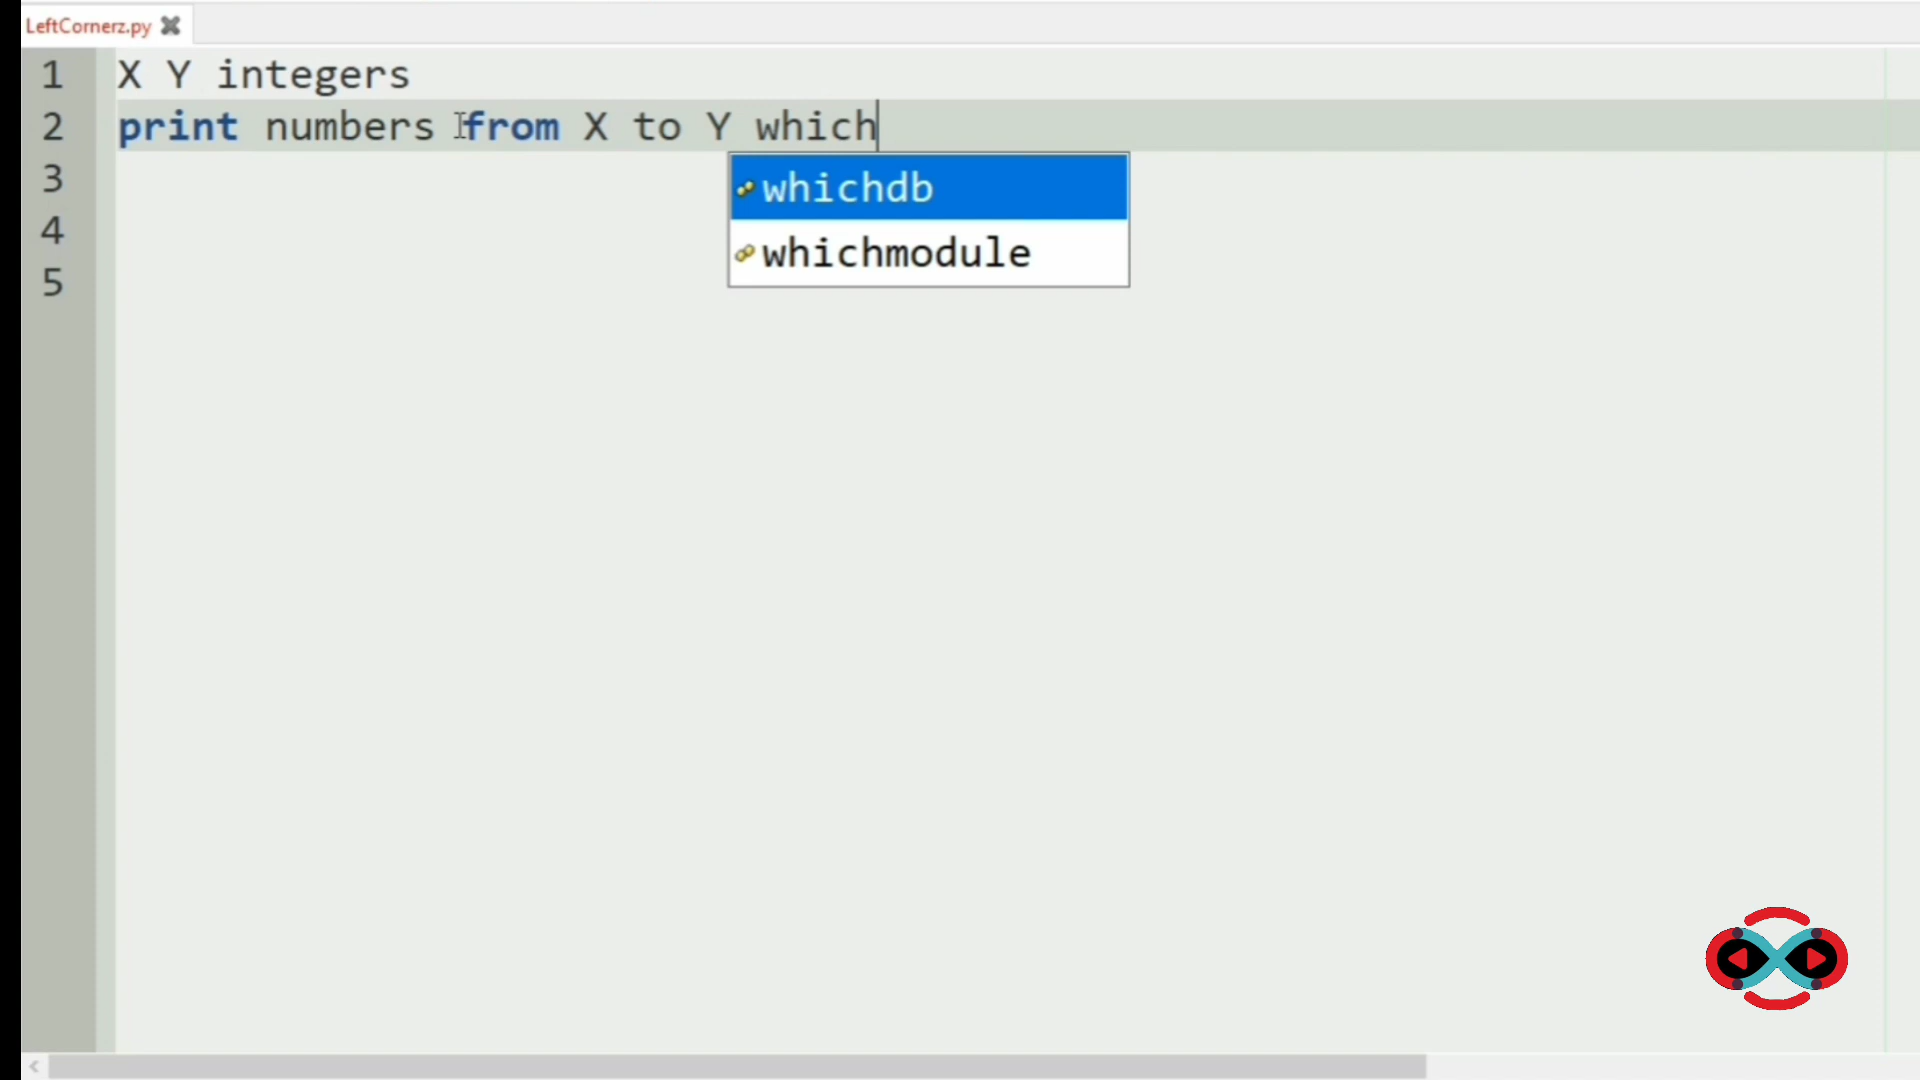 LeftCornerz.py
1 X Y integers
2 print numbers from X to Y which
whichdb
3
whichmodule
4
5